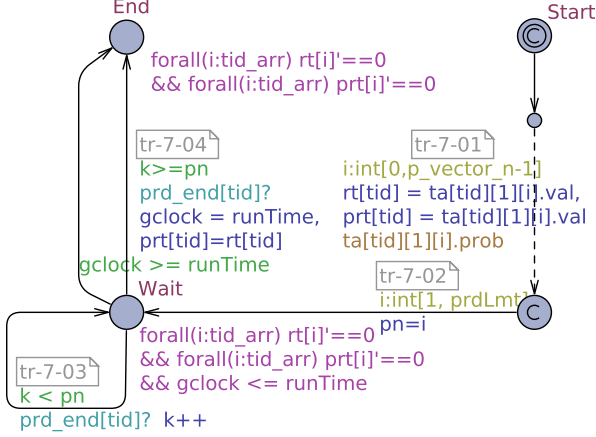 End
Start
forall(i:tid_arr) rt[i]'==0
&& forall(i:tid_arr) prt[i]'==0
tr-7-04
k>=pn
prd_end[tid]?
gclock = runTime,
prt[tid]=rt[tid]
gclock >= runTime
tr-7-01
i:int[0,p_vector_n-1]
rt[tid] = ta[tid][1][i].val,
prt[tid] = ta[tid][1][i].val
ta[tid][1][i].prob
tr-7-02
i:int[1, prdLmt]
pn=i
C
C
Wait
forall(i:tid_arr) rt[i]'==0
&& forall(i:tid_arr) prt[i]'==0
&& gclock <= runTime
tr-7-03
k < pn
prd_end[tid]? k++